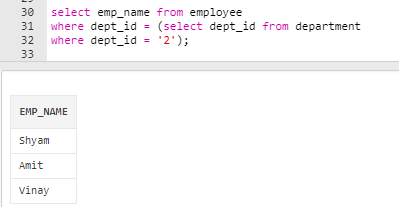 30 select emp_name from employee
31 where dept_id = (select dept_id from department
32 where dept_id = '2');
33
EMP_NAME
Shyam
Amit
Vinay